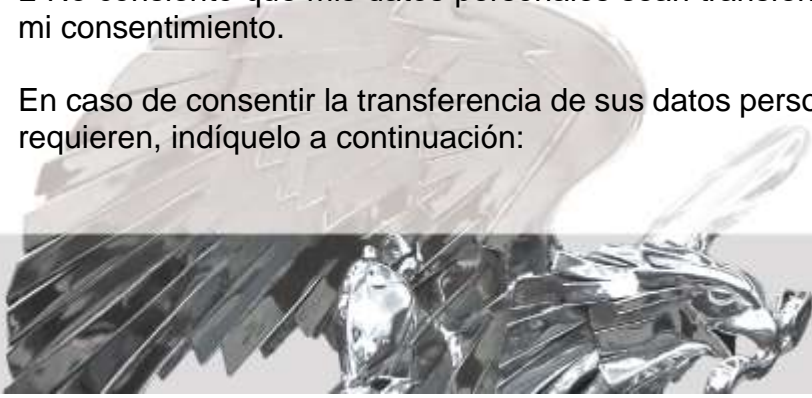 No consiento que mis datos personales sean
mi consentimiento.
En caso de consentir la transferencia de sus datos
requieren, indíquelo a continuación: